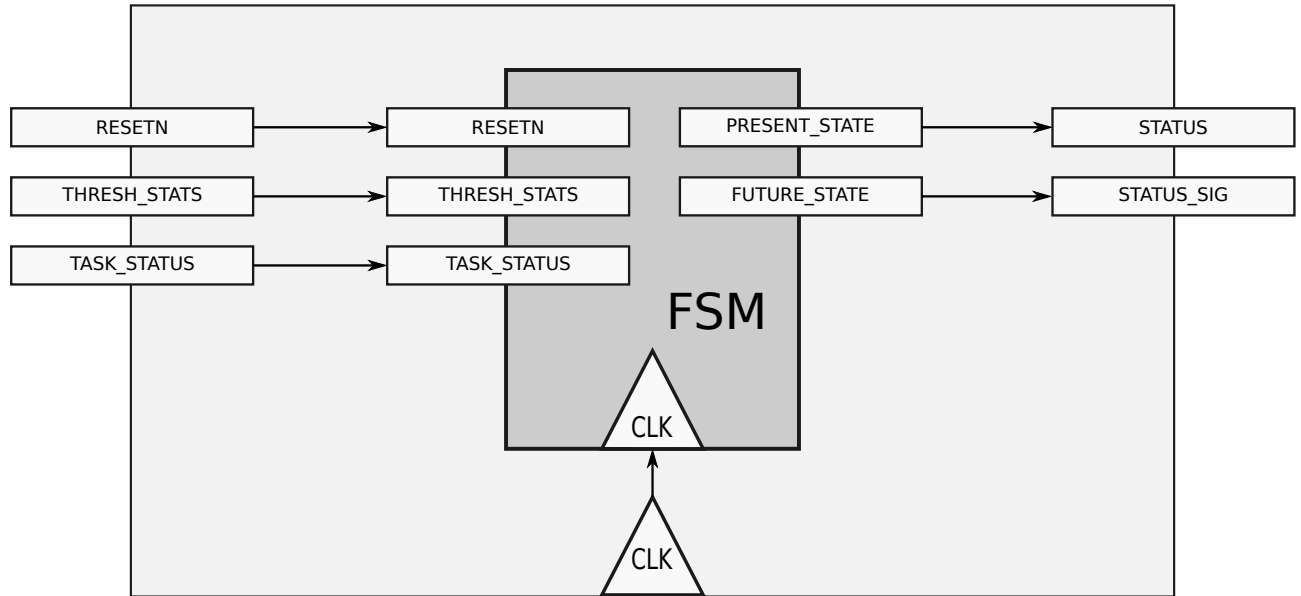 RESETN
RESETN
PRESENT_STATE
STATUS
THRESH_STATS
THRESH_STATS
FUTURE_STATE
STATUS_SIG
TASK_STATUS
TASK_STATUS
FSM
CLK
CLK